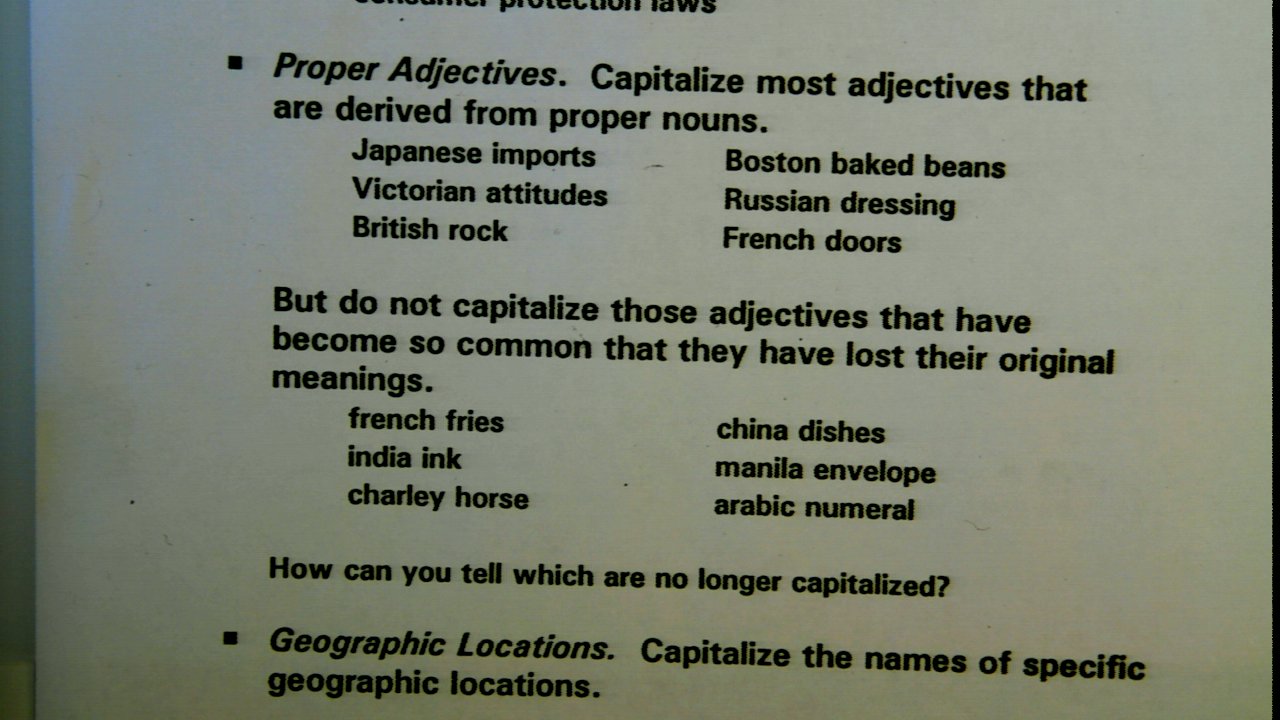 consumer protection laws
▪ Proper Adjectives. Capitalize most adjectives that
are derived from proper nouns.
Japanese imports Boston baked beans
Victorian attitudes Russian dressing
British rock French doors
But do not capitalize those adjectives that have
become so common that they have lost their original
meanings.
french fries china dishes
india ink manila envelope
charley horse arabic numeral
How can you tell which are no longer capitalized?
▪ Geographic Locations. Capitalize the names of specific
geographic locations.